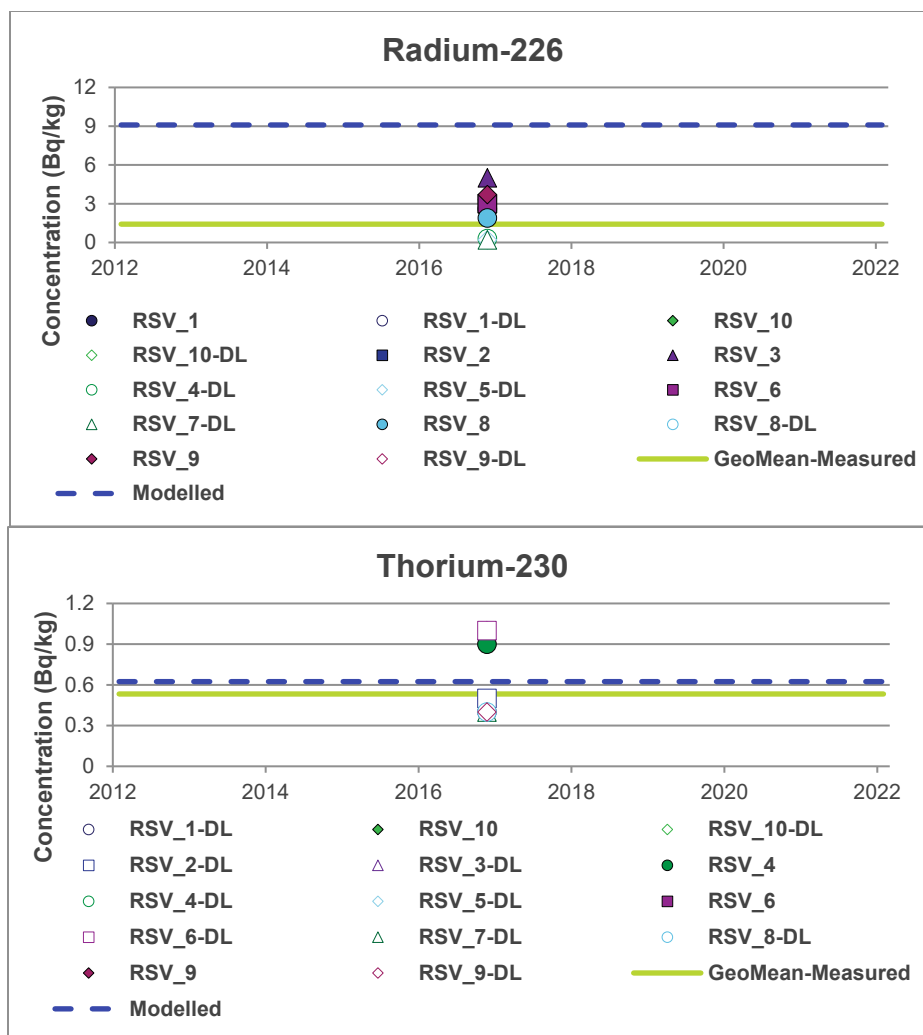 Radium-226
Concentration (Bq/kg)
12
9
6
3
0
2012 2014 2016 2018 2020 2022
RSV_1 RSV_1-DL RSV_10
RSV_10-DL RSV_2 RSV_3
RSV_4-DL RSV_5-DL RSV_6
RSV_7-DL RSV_8 RSV_8-DL
RSV_9 RSV_9-DL GeoMean-Measured
Modelled
Thorium-230
Concentration (Bq/kg)
1.2
0.9
0.6
0.3
0
2012 2014 2016 2018 2020 2022
RSV_1-DL RSV_10 RSV_10-DL
RSV_2-DL RSV_3-DL RSV_4
RSV_4-DL RSV_5-DL RSV_6
RSV_6-DL RSV_7-DL RSV_8-DL
RSV_9 RSV_9-DL GeoMean-Measured
Modelled